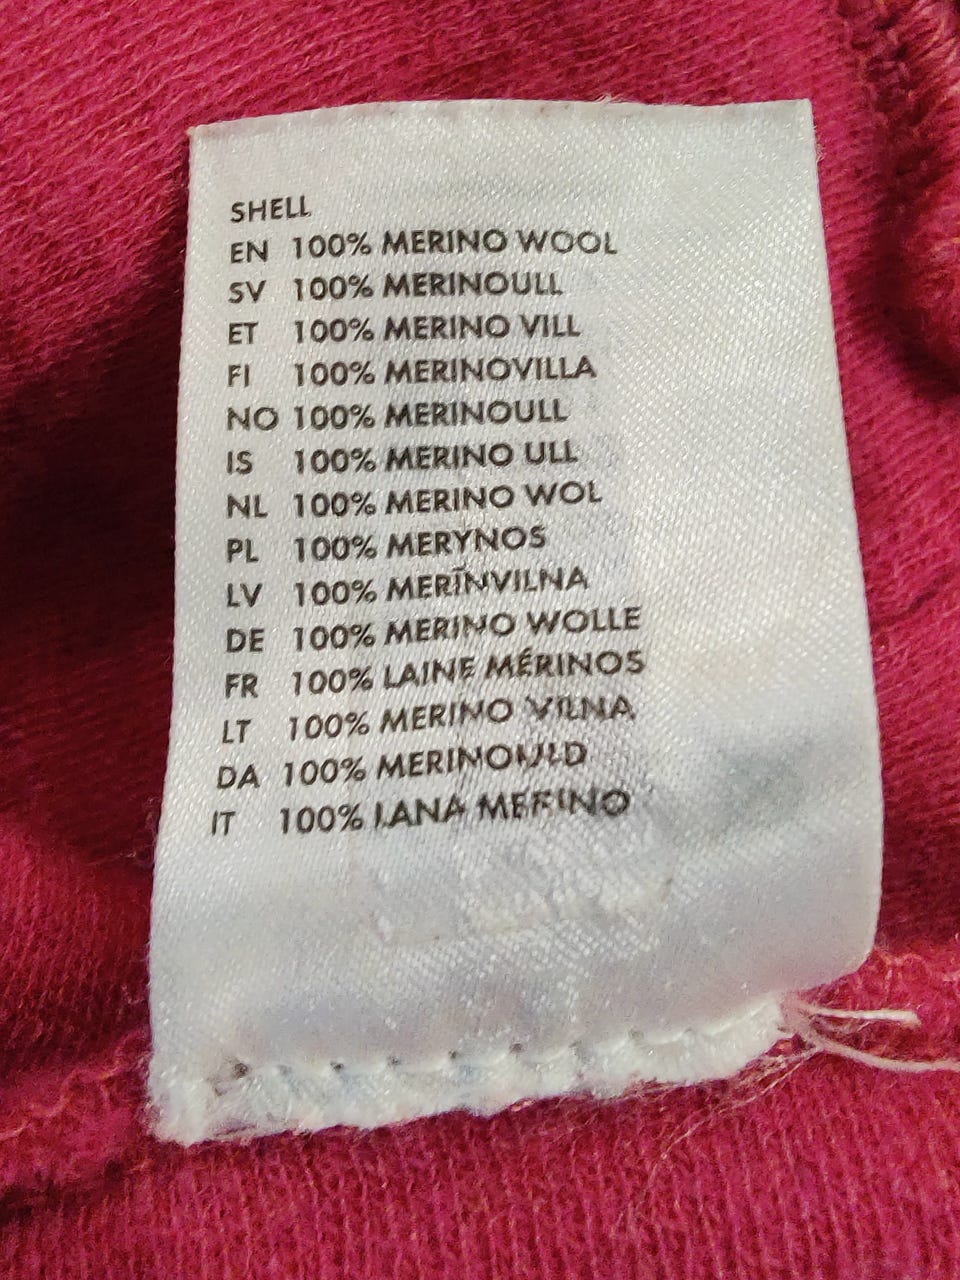 SHELL
EN 100% MERINO WOOL
SV 100% MERINOULL
ET 100% MERINO VILL
FI 100% MERINOVILLA
NO 100% MERINOULL
IS 100% MERINO ULL
NL 100% MERINO WOL
PL 100% MERYNOS
LV 100% MERĪNVILNA
DE 100% MERINO WOLLE
FR 100% LAINE MÉRINOS
LT 100% MERINO VILNA
DA 100% MERINOULD
IT 100% LANA MERINO